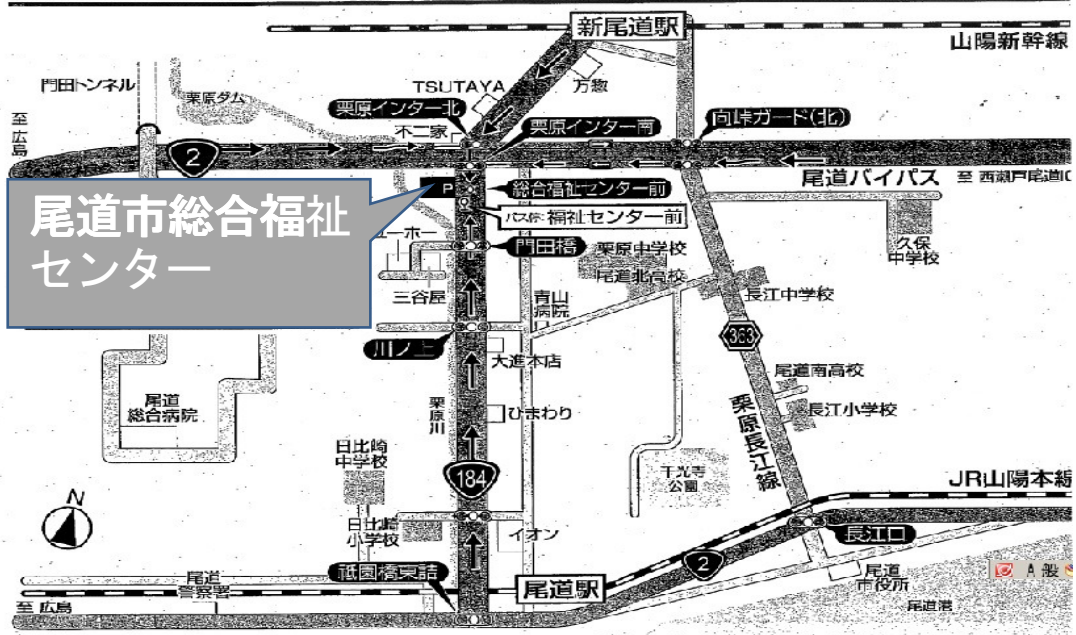 新尾道駅
山陽新幹線
門田トンネル
栗原ダム
TSUTAYA
万惣
至広島
栗原インター北
不二家
栗原インター南
向峠ガード(北)
2
尾道バイパス
至 西瀬戸尾道IC
P
総合福祉センター前
バス停:福祉センター前
尾道市総合福祉
センター
ューホー
門田橋
栗原中学校
尾道北高校
久保
中学校
三谷屋
青山
病院
長江中学校
川ノ上
大進本店
363
尾道南高校
尾道
総合病院
栗原川
ひまわり
栗原長江線
長江小学校
日比崎
中学校
184
千光寺
公園
JR山陽本線
N
日比崎
小学校
イオン
長江口
祇園橋東詰
尾道
警察署
尾道駅
2
尾道
市役所
至 広島
尾道港
A 般